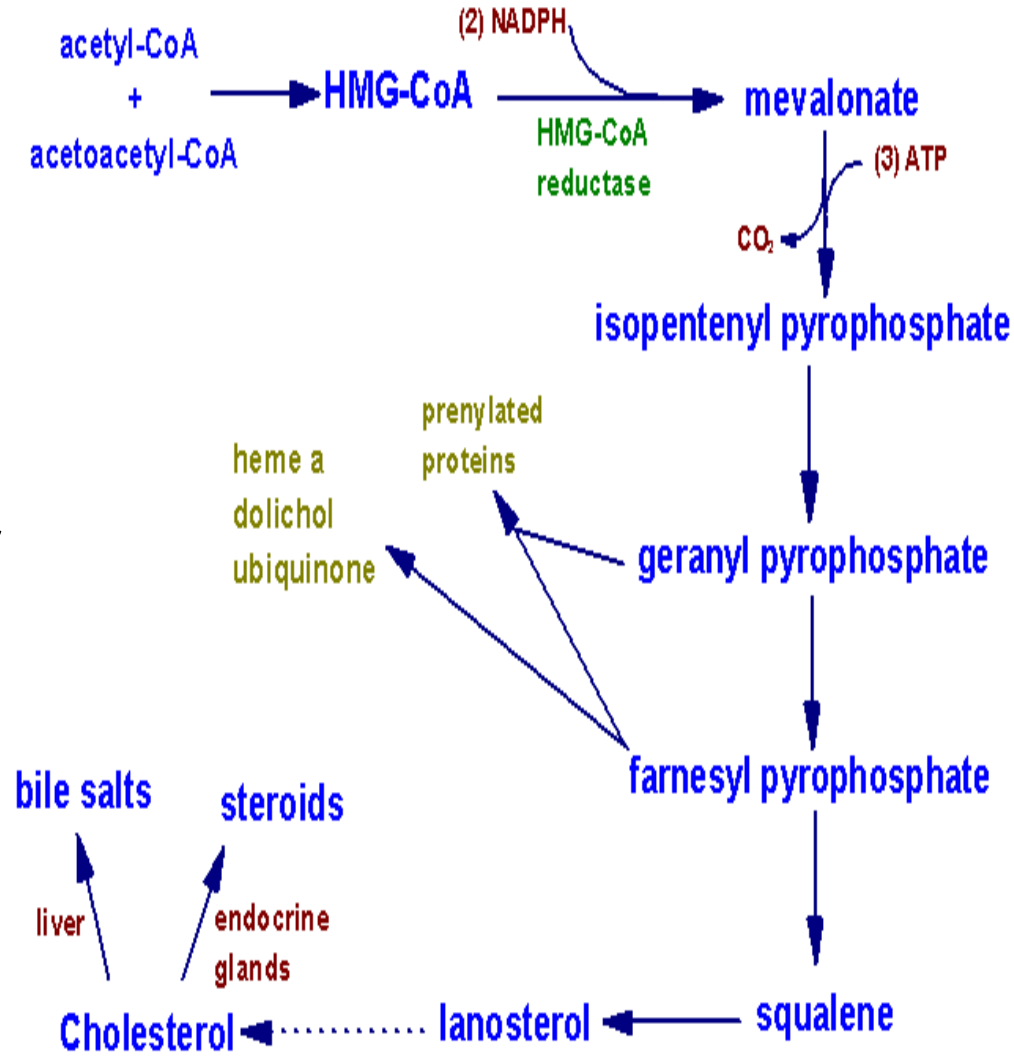 acetyl-CoA
+
acetoacetyl-CoA
HMG-CoA
(2) NADPH
HMG-CoA
reductase
mevalonate
(3) ATP
CO₂
isopentenyl pyrophosphate
prenylated
proteins
heme a
dolichol
ubiquinone
geranyl pyrophosphate
farnesyl pyrophosphate
bile salts
steroids
liver
endocrine
glands
Cholesterol
lanosterol
squalene